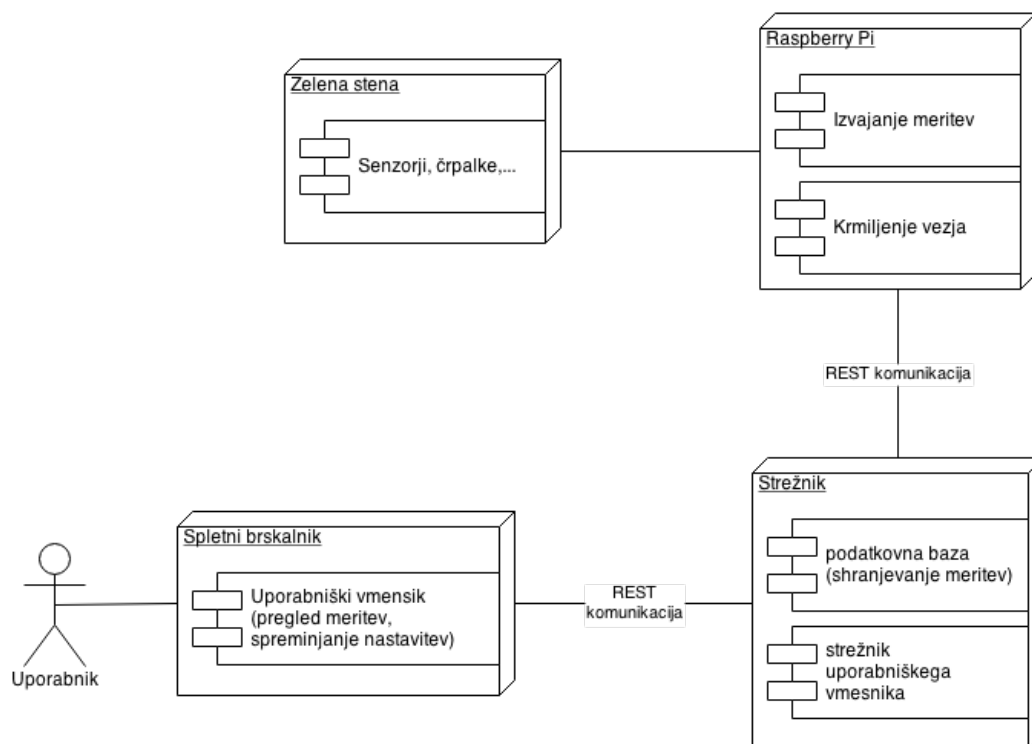 Raspberry Pi
Izvajanje meritev
Krmiljenje vezja
Zelena stena
Senzorji, črpalke,...
REST komunikacija
Strežnik
podatkovna baza
(shranjevanje meritev)
strežnik
uporabniškega
vmesnika
REST
komunikacija
Spletni brskalnik
Uporabniški vmensik
(pregled meritev,
spreminjanje nastavitev)
Uporabnik